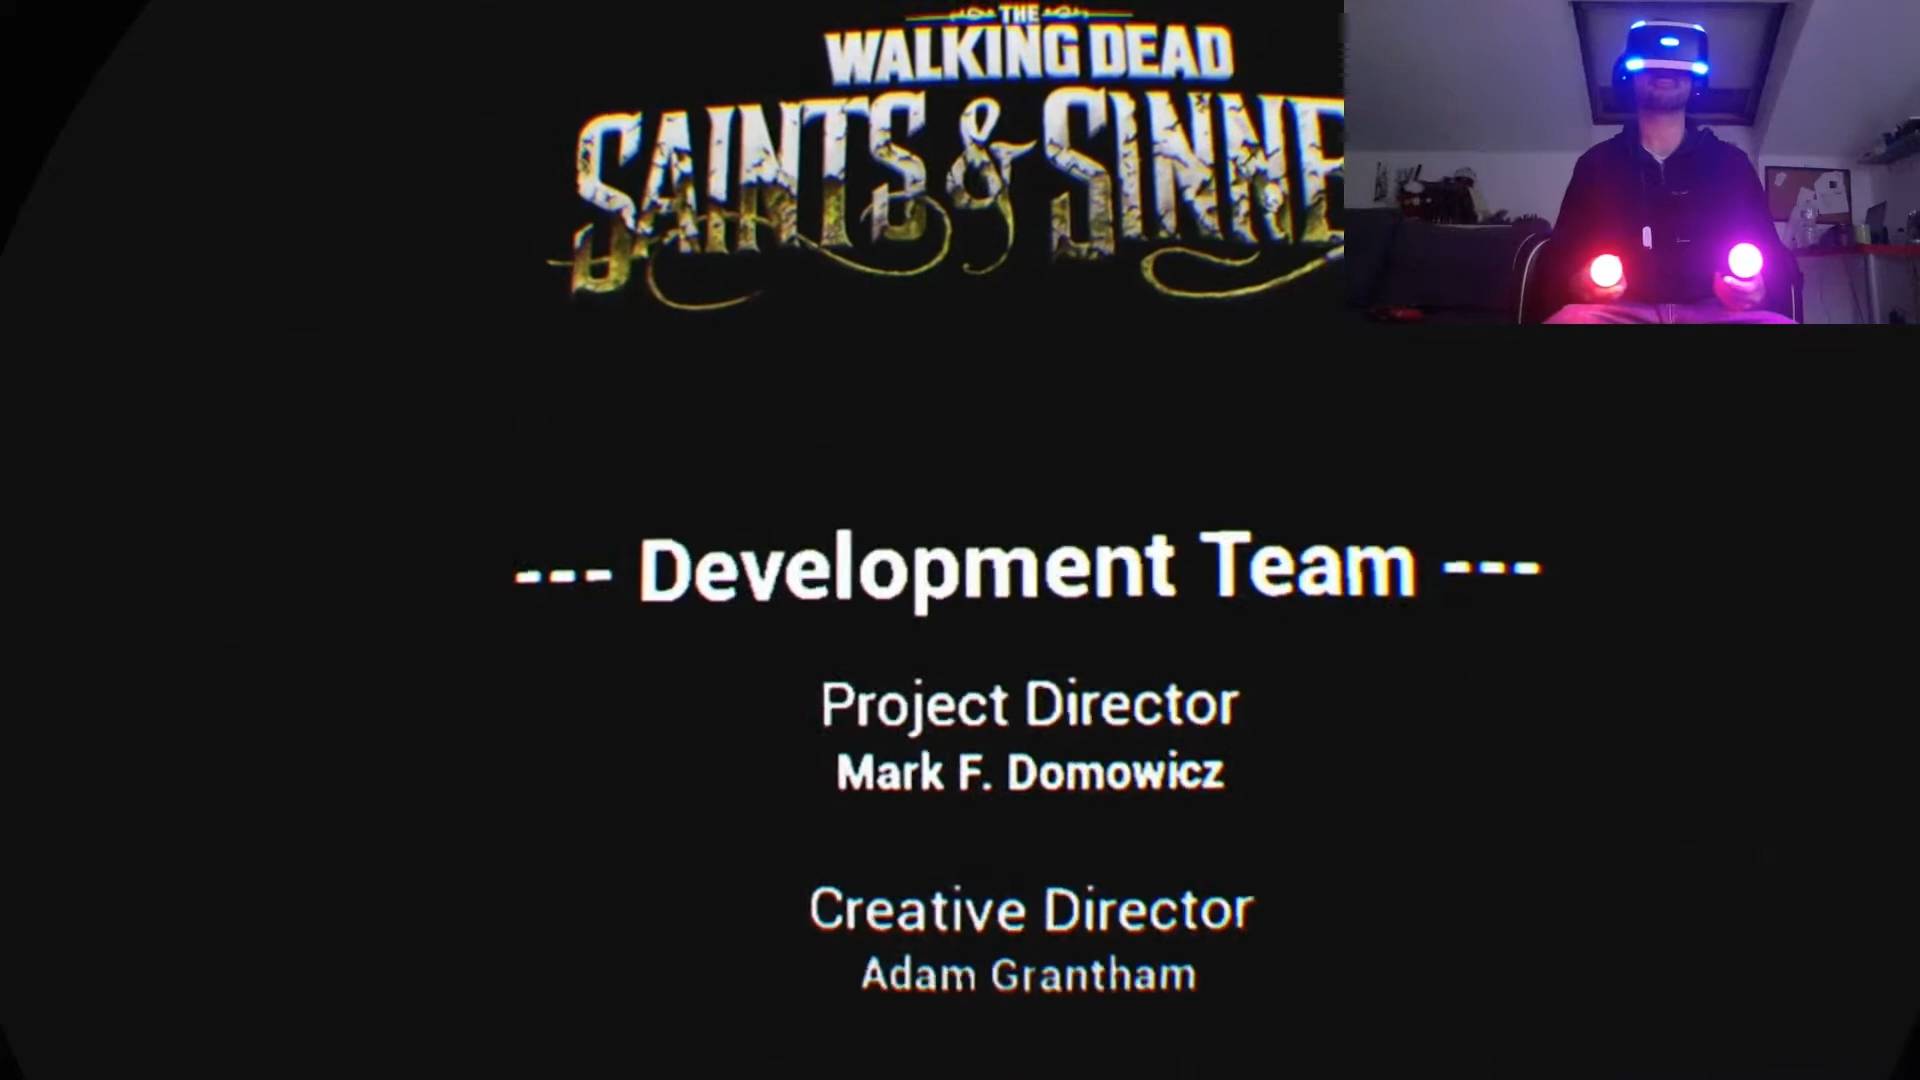 THE
WALKING DEAD
SAINTS & SINNE
--- Development Team ---
Project Director
Mark F. Domowicz
Creative Director
Adam Grantham